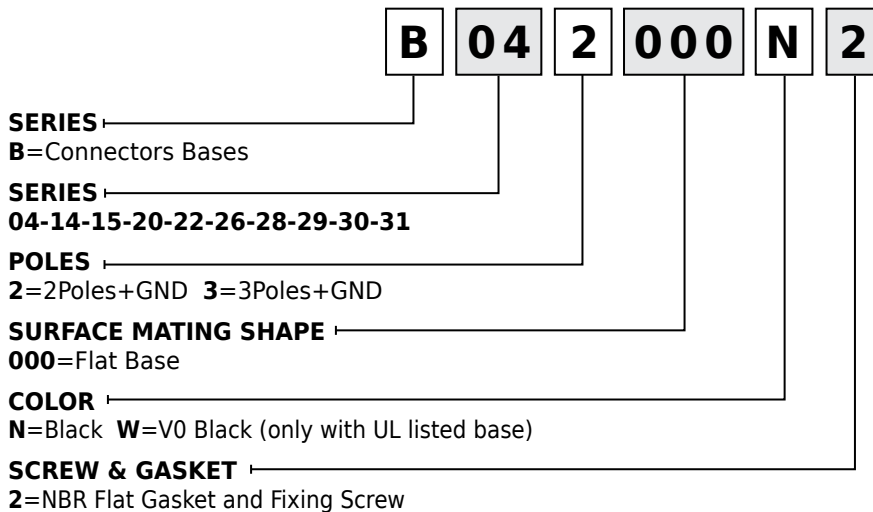 B 04 2 000 N 2
SERIES
B=Connectors Bases
SERIES
04-14-15-20-22-26-28-29-30-31
POLES
2=2Poles+GND 3=3Poles+GND
SURFACE MATING SHAPE
000=Flat Base
COLOR
N=Black W=V0 Black (only with UL listed base)
SCREW & GASKET
2=NBR Flat Gasket and Fixing Screw